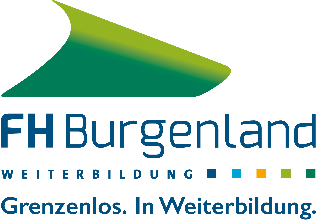 FH Burgenland
WEITERBILDUNG
Grenzenlos. In Weiterbildung.